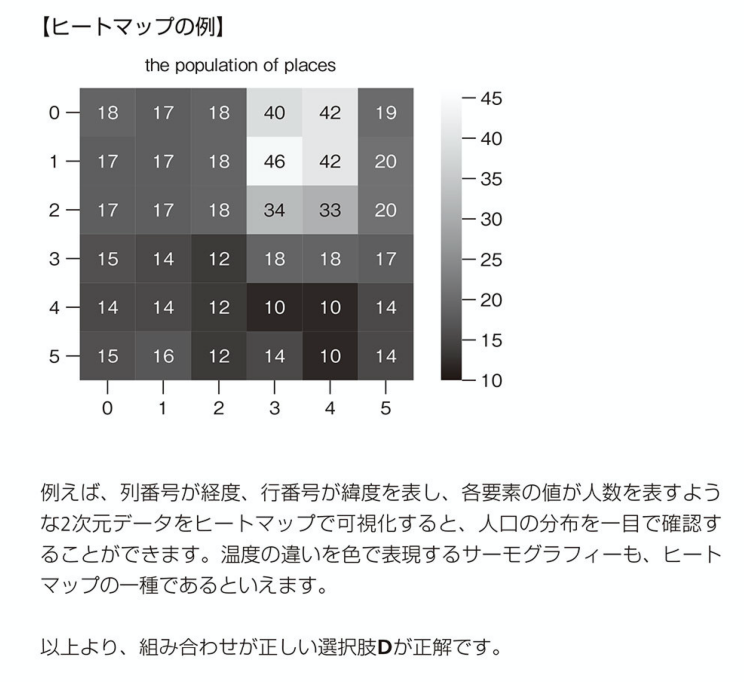 【ヒートマップの例】
the population of places
0 18 17 18 40 42 19
1 17 17 18 46 42 20
2 17 17 18 34 33 20
3 15 14 12 18 18 17
4 14 14 12 10 10 14
5 15 16 12 14 10 14
0 1 2 3 4 5
45
40
35
30
25
20
15
10
例えば、列番号が経度、行番号が緯度を表し、各要素の値が人数を表すよう
な2次元データをヒートマップで可視化すると、人口の分布を一目で確認す
ることができます。温度の違いを色で表現するサーモグラフィーも、ヒート
マップの一種であるといえます。
以上より、組み合わせが正しい選択肢Dが正解です。